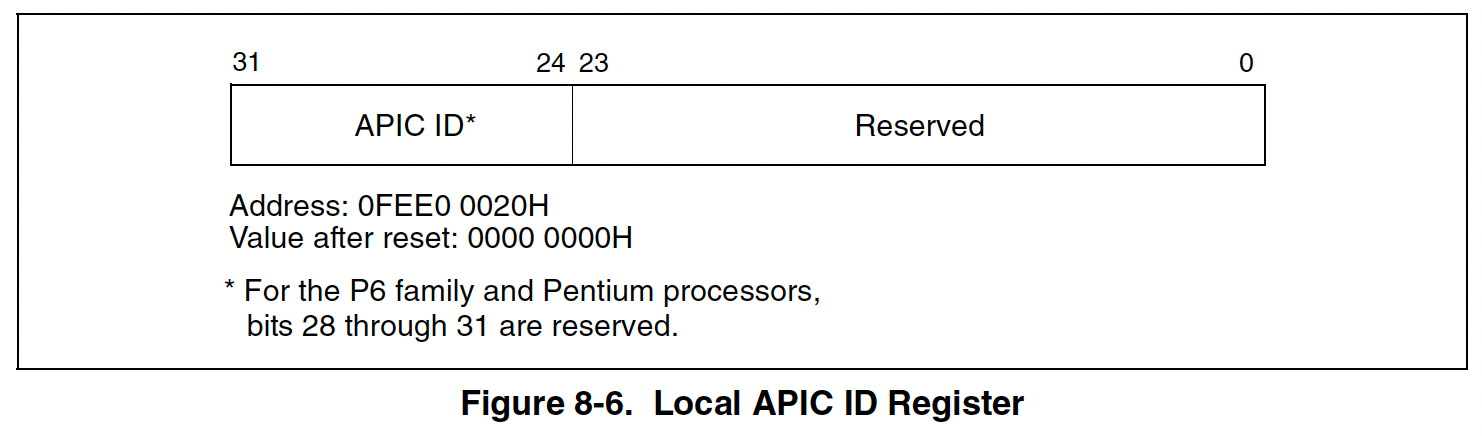 31 24 23 0
APIC ID* Reserved
Address: 0FEE0 0020H
Value after reset: 0000 0000H
* For the P6 family and Pentium processors,
bits 28 through 31 are reserved.
Figure 8-6. Local APIC ID Register